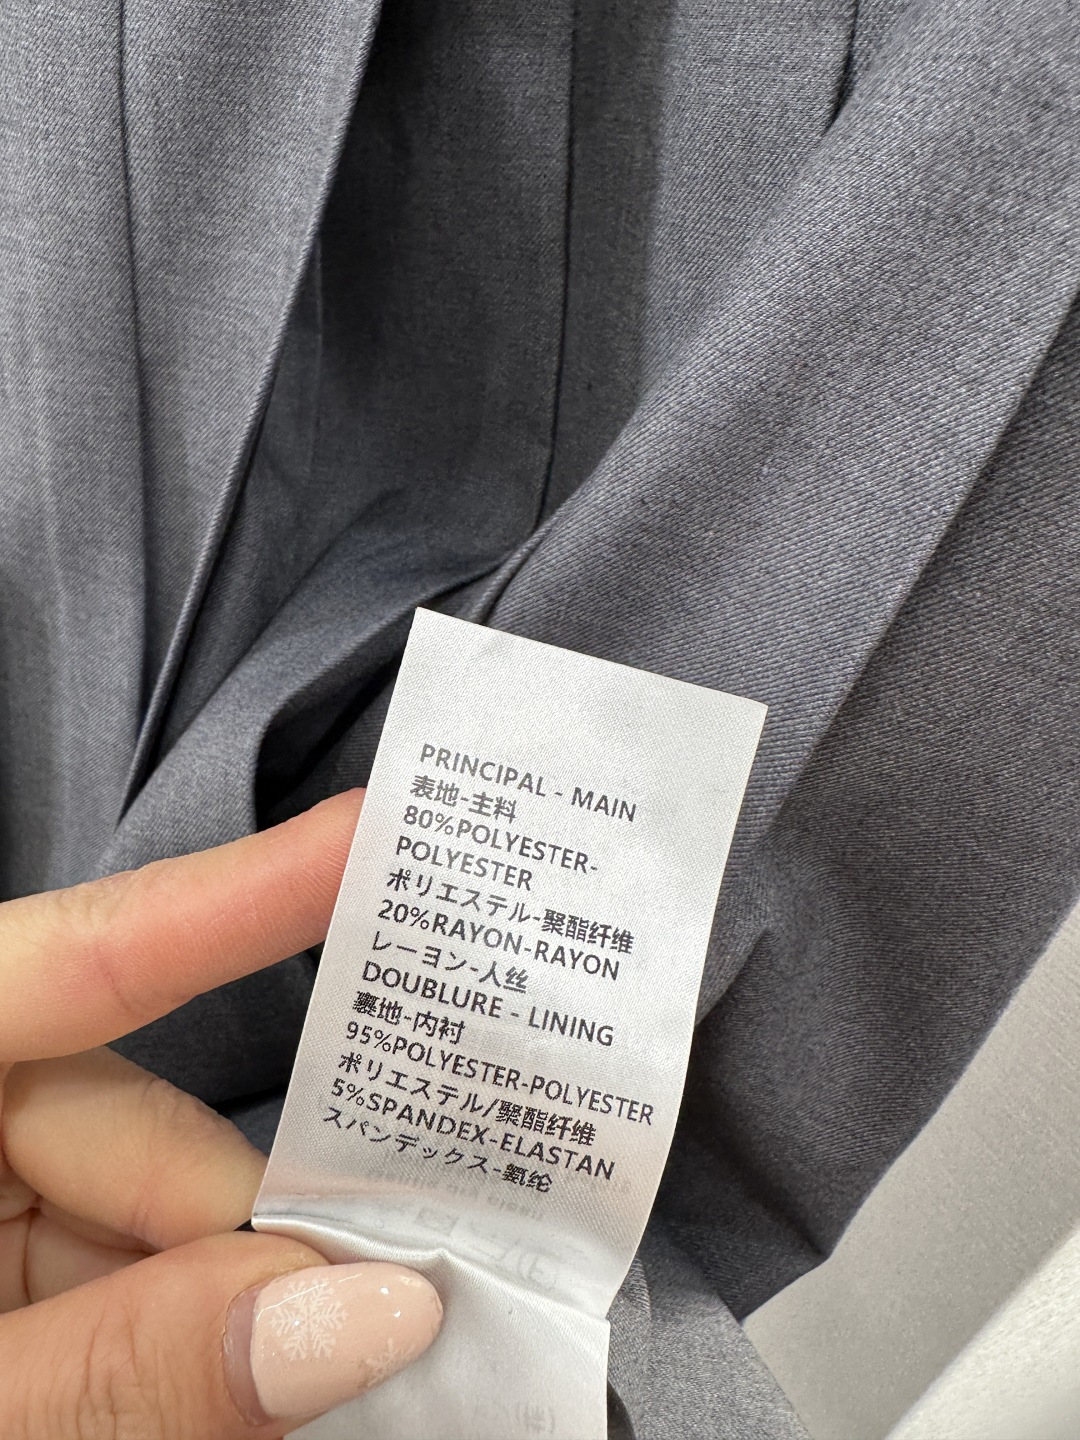 PRINCIPAL - MAIN
表地-主料
80%POLYESTER-
POLYESTER
ポリエステル-聚酯纤维
20%RAYON-RAYON
レーヨン-人丝
DOUBLURE - LINING
裏地-内衬
95%POLYESTER-POLYESTER
ポリエステル/聚酯纤维
5%SPANDEX-ELASTAN
スパンデックス-氨纶